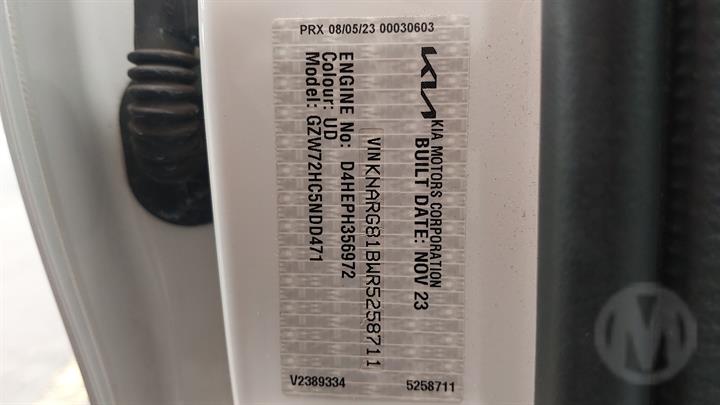 PRX 08/05/23 00030603
KIA
KIA MOTORS CORPORATION
BUILT DATE: NOV 23
VIN KNARG81BWR5258711
ENGINE No: D4HEPH356972
Colour: UD
Model: GZW72HC5NDD471
V2389334 5258711
M